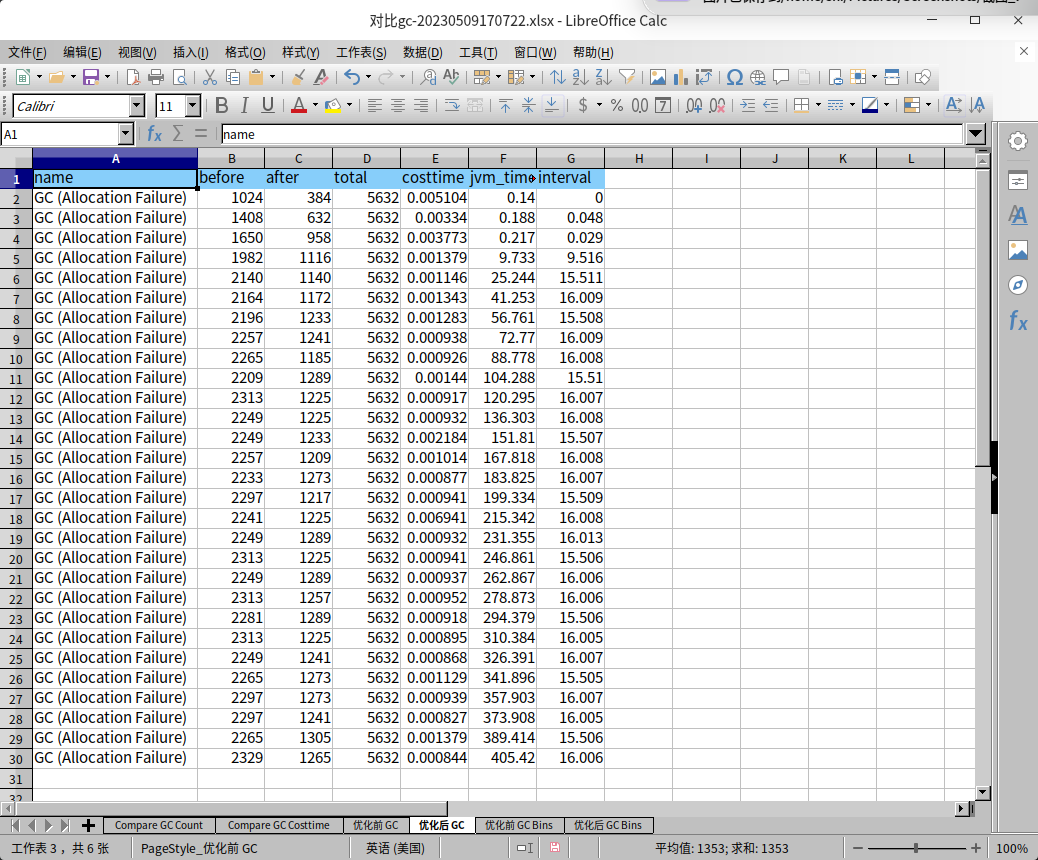 对比gc-20230509170722.xlsx - LibreOffice Calc
文件(F) 编辑(E) 视图(V) 插入(I) 格式(O) 样式(Y) 工作表(S) 数据(D) 工具(T) 窗口(W) 帮助(H)
Calibri 11
A1 name
A B C D E F G H I J K L
1 name before after total costtime jvm_time interval
2 GC (Allocation Failure) 1024 384 5632 0.005104 0.14 0
3 GC (Allocation Failure) 1408 632 5632 0.00334 0.188 0.048
4 GC (Allocation Failure) 1650 958 5632 0.003773 0.217 0.029
5 GC (Allocation Failure) 1982 1116 5632 0.001379 9.733 9.516
6 GC (Allocation Failure) 2140 1140 5632 0.001146 25.244 15.511
7 GC (Allocation Failure) 2164 1172 5632 0.001343 41.253 16.009
8 GC (Allocation Failure) 2196 1233 5632 0.001283 56.761 15.508
9 GC (Allocation Failure) 2257 1241 5632 0.000938 72.77 16.009
10 GC (Allocation Failure) 2265 1185 5632 0.000926 88.778 16.008
11 GC (Allocation Failure) 2209 1289 5632 0.00144 104.288 15.51
12 GC (Allocation Failure) 2313 1225 5632 0.000917 120.295 16.007
13 GC (Allocation Failure) 2249 1225 5632 0.000932 136.303 16.008
14 GC (Allocation Failure) 2249 1233 5632 0.002184 151.81 15.507
15 GC (Allocation Failure) 2257 1209 5632 0.001014 167.818 16.008
16 GC (Allocation Failure) 2233 1273 5632 0.000877 183.825 16.007
17 GC (Allocation Failure) 2297 1217 5632 0.000941 199.334 15.509
18 GC (Allocation Failure) 2241 1225 5632 0.006941 215.342 16.008
19 GC (Allocation Failure) 2249 1289 5632 0.000932 231.355 16.013
20 GC (Allocation Failure) 2313 1225 5632 0.000941 246.861 15.506
21 GC (Allocation Failure) 2249 1289 5632 0.000937 262.867 16.006
22 GC (Allocation Failure) 2313 1257 5632 0.000952 278.873 16.006
23 GC (Allocation Failure) 2281 1289 5632 0.000918 294.379 15.506
24 GC (Allocation Failure) 2313 1225 5632 0.000895 310.384 16.005
25 GC (Allocation Failure) 2249 1241 5632 0.000868 326.391 16.007
26 GC (Allocation Failure) 2265 1273 5632 0.001129 341.896 15.505
27 GC (Allocation Failure) 2297 1273 5632 0.000939 357.903 16.007
28 GC (Allocation Failure) 2297 1241 5632 0.000827 373.908 16.005
29 GC (Allocation Failure) 2265 1305 5632 0.001379 389.414 15.506
30 GC (Allocation Failure) 2329 1265 5632 0.000844 405.42 16.006
31
32
Compare GC Count Compare GC Costtime 优化前 GC 优化后 GC 优化前 GC Bins 优化后 GC Bins
工作表 3 ，共 6 张 PageStyle_优化前 GC 英语 (美国) 平均值: 1353; 求和: 1353 100%